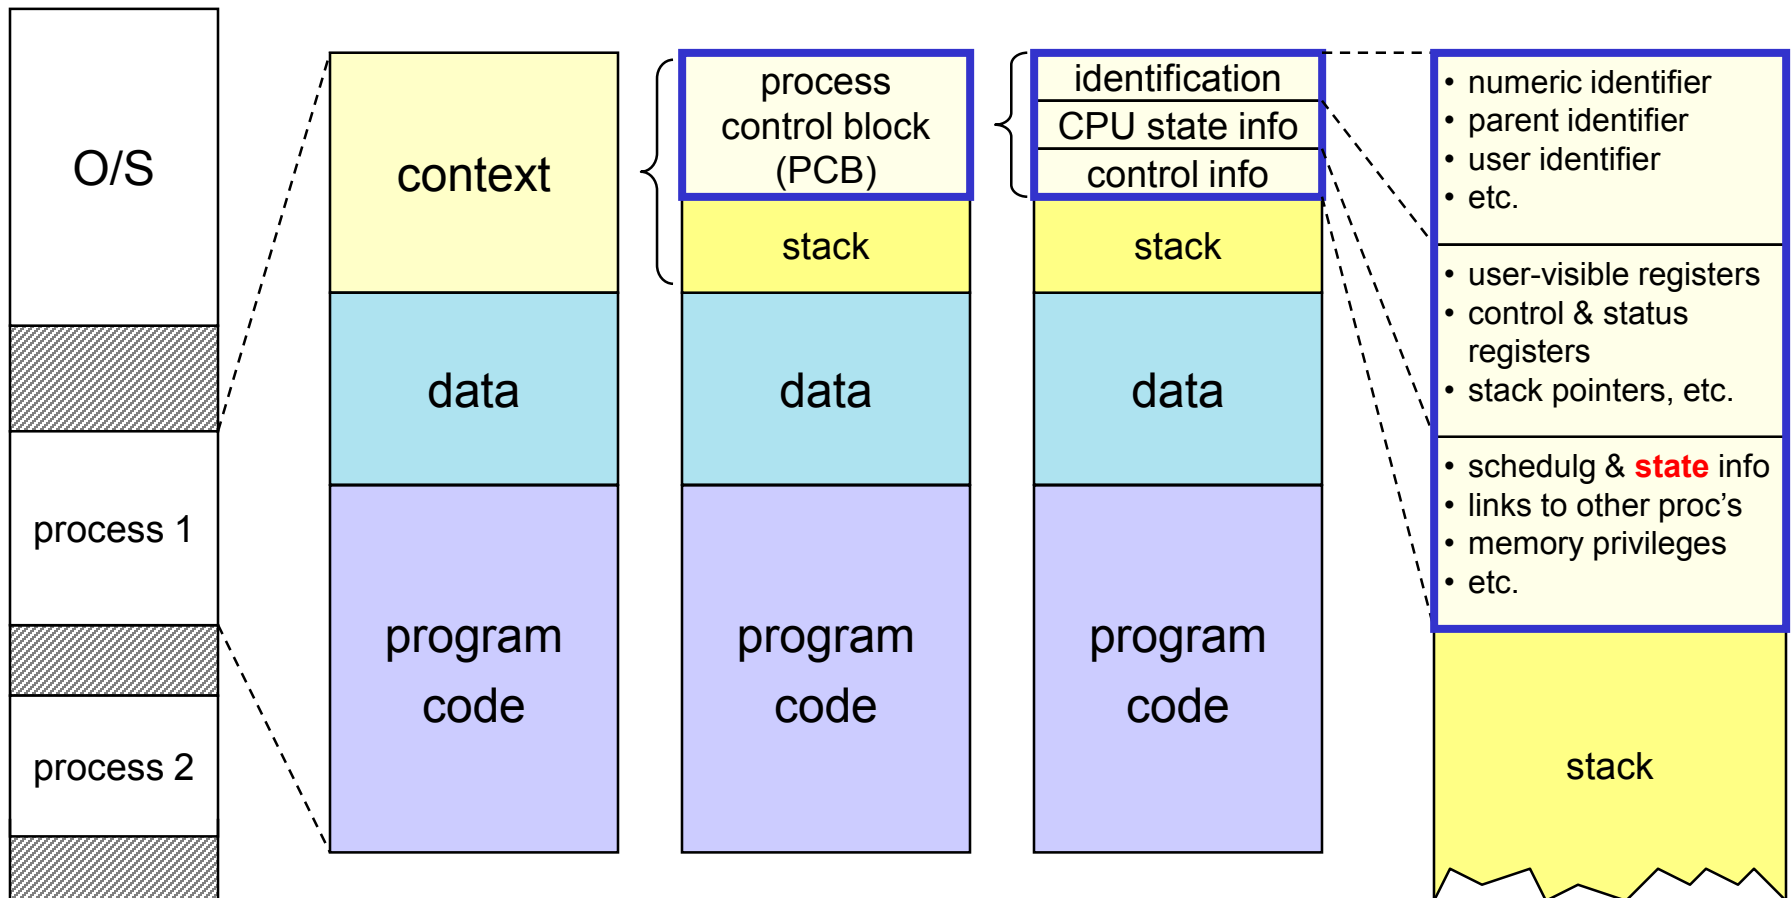 O/S
process 1
process 2
context
data
program
code
process
control block
(PCB)
stack
data
program
code
identification
CPU state info
control info
stack
data
program
code
• numeric identifier
• parent identifier
• user identifier
• etc.
• user-visible registers
• control & status
registers
• stack pointers, etc.
• schedulg & state info
• links to other proc's
• memory privileges
• etc.
stack